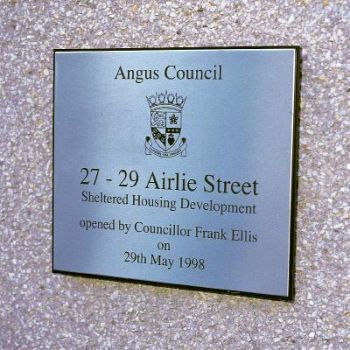 Angus Council
27 - 29 Airlie Street
Sheltered Housing Development
opened by Councillor Frank Ellis
on
29th May 1998